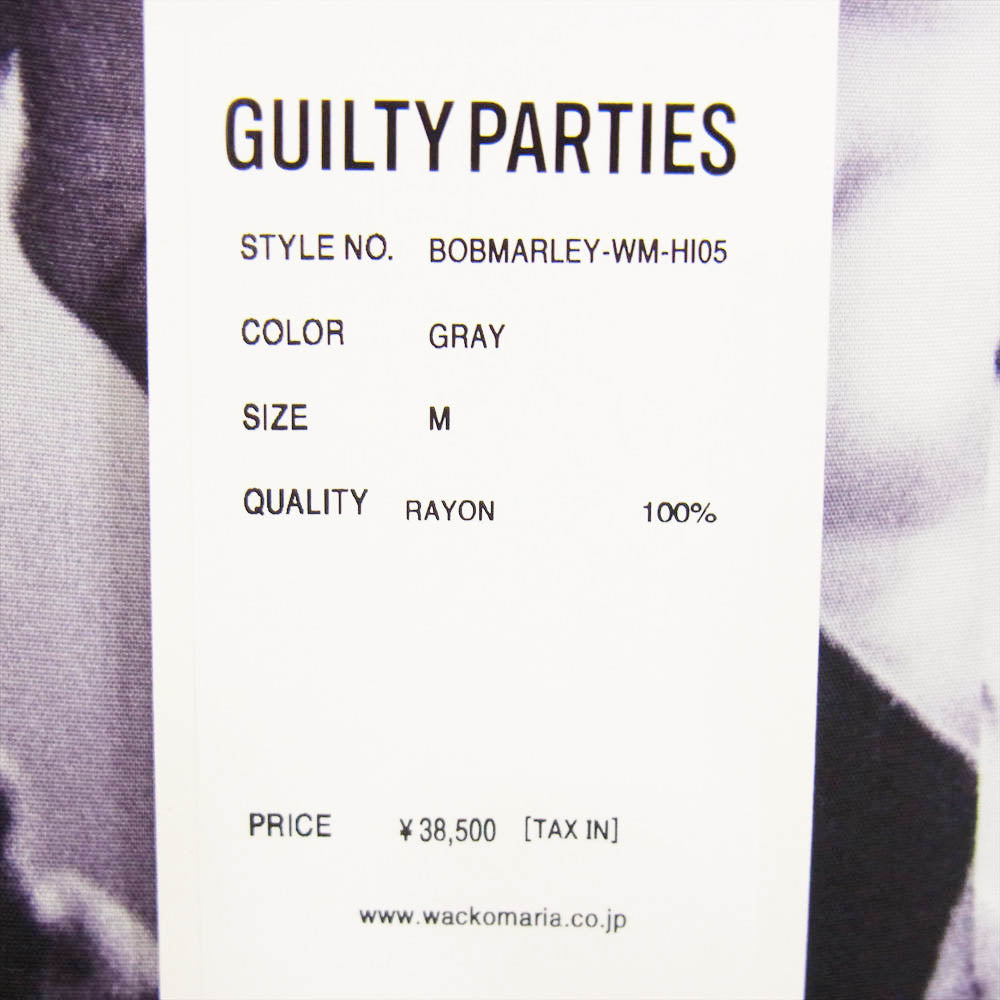 GUILTY PARTIES
STYLE NO. BOBMARLEY-WM-HI05
COLOR GRAY
SIZE M
QUALITY RAYON 100%
PRICE ¥38,500 [TAX IN]
www.wackomaria.co.jp